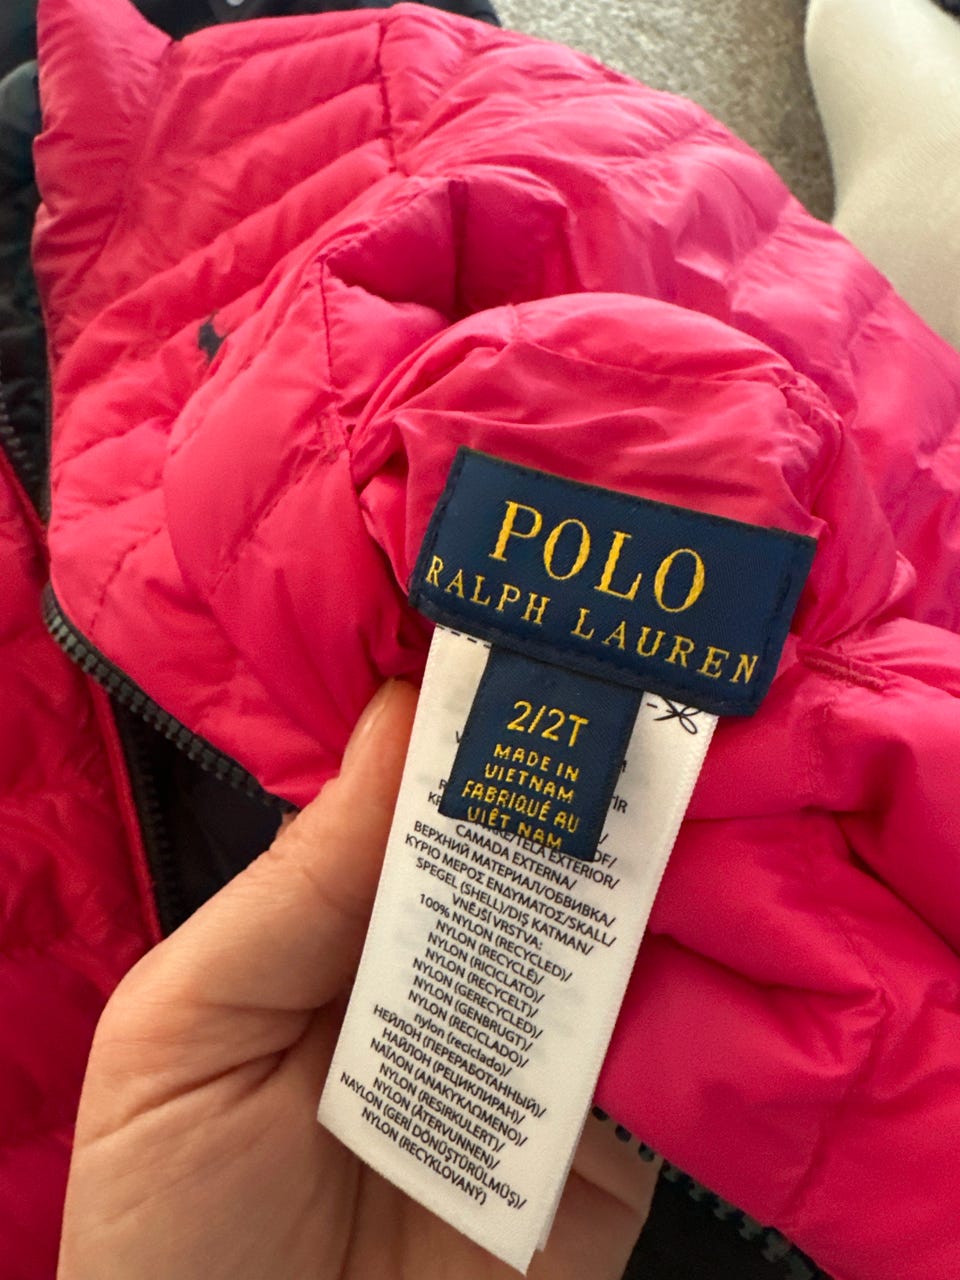 POLO
RALPH LAUREN
2/2T
MADE IN
VIETNAM
FABRIQUÉ AU
VIÊT NAM
TELA EXTERIOR/
CAMADA EXTERNA/
ВЕРХНИЙ МАТЕРИАЛ/ОБШИВКА/
ΚΥΡΙΟ ΜΕΡΟΣ ΕΝΔΥΜΑΤΟΣ/SKALL/
SPEGEL (SHELL)/DIŞ KATMAN/
VNĚJŠÍ VRSTVA:
100% NYLON (RECYCLED)/
NYLON (RECYCLÉ)/
NYLON (RICICLATO)/
NYLON (RECYCELT)/
NYLON (GERECYCLED)/
NYLON (GENBRUGT)/
NYLON (RECICLADO)/
nylon (reciclado)/
НЕЙЛОН (ПЕРЕРАБОТАННЫЙ)/
НАЙЛОН (РЕЦИКЛИРАН)/
ΝΑΪΛΟΝ (ΑΝΑΚΥΚΛΩΜΕΝΟ)/
NYLON (RESIRKULERT)/
NYLON (ÅTERVUNNEN)/
NAYLON (GERİ DÖNÜŞTÜRÜLMÜŞ)/
NYLON (RECYKLOVANÝ)